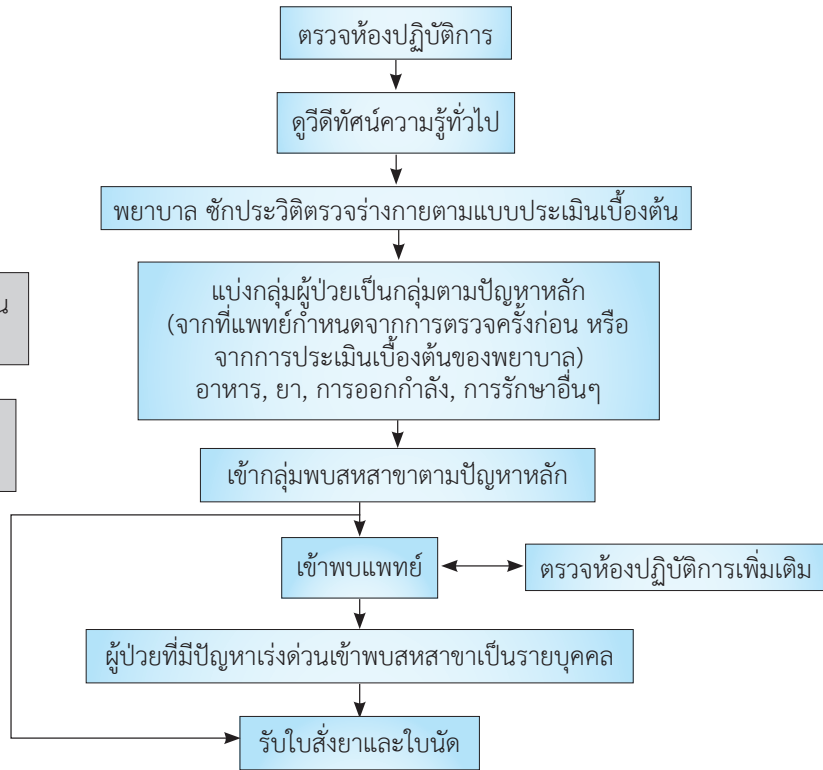 ตรวจห้องปฏิบัติการ
ดูวีดีทัศน์ความรู้ทั่วไป
พยาบาล ซักประวิติตรวจร่างกายตามแบบประเมินเบื้องต้น
แบ่งกลุ่มผู้ป่วยเป็นกลุ่มตามปัญหาหลัก
(จากที่แพทย์กำหนดจากการตรวจครั้งก่อน หรือ
จากการประเมินเบื้องต้นของพยาบาล)
อาหาร, ยา, การออกกำลัง, การรักษาอื่นๆ
เข้ากลุ่มพบสหสาขาตามปัญหาหลัก
เข้าพบแพทย์
ตรวจห้องปฏิบัติการเพิ่มเติม
ผู้ป่วยที่มีปัญหาเร่งด่วนเข้าพบสหสาขาเป็นรายบุคคล
รับใบสั่งยาและใบนัด